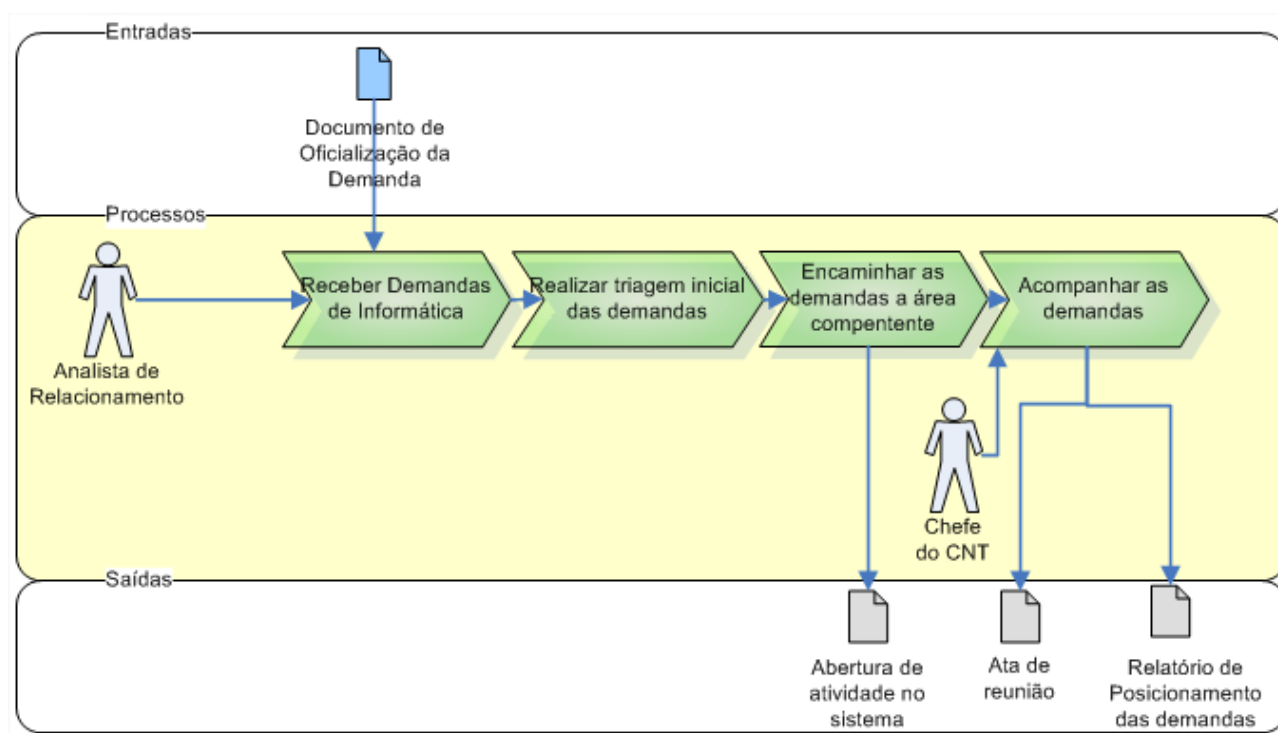 Entradas
Documento de
Oficialização da
Demanda
Processos
Receber Demandas
de Informática
Realizar triagem inicial
das demandas
Encaminhar as
demandas a área
compentente
Acompanhar as
demandas
Analista de
Relacionamento
Chefe
do CNT
Saídas
Abertura de
atividade no
sistema
Ata de
reunião
Relatório de
Posicionamento
das demandas